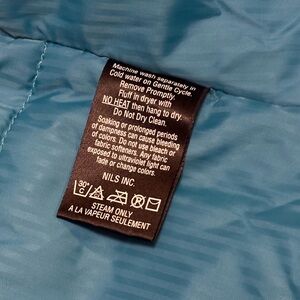 Machine wash separately in
Cold water on Gentle Cycle.
Remove Promptly.
Fluff in dryer with
NO HEAT then hang to dry
Do Not Dry Clean.
Soaking or prolonged periods
of dampness can cause bleeding
of colors. Do not use bleach or
fabric softeners. Any fabric
exposed to ultraviolet light can
fade or change colors.
NILS INC.
30°
C
STEAM ONLY
A LA VAPEUR SEULEMENT